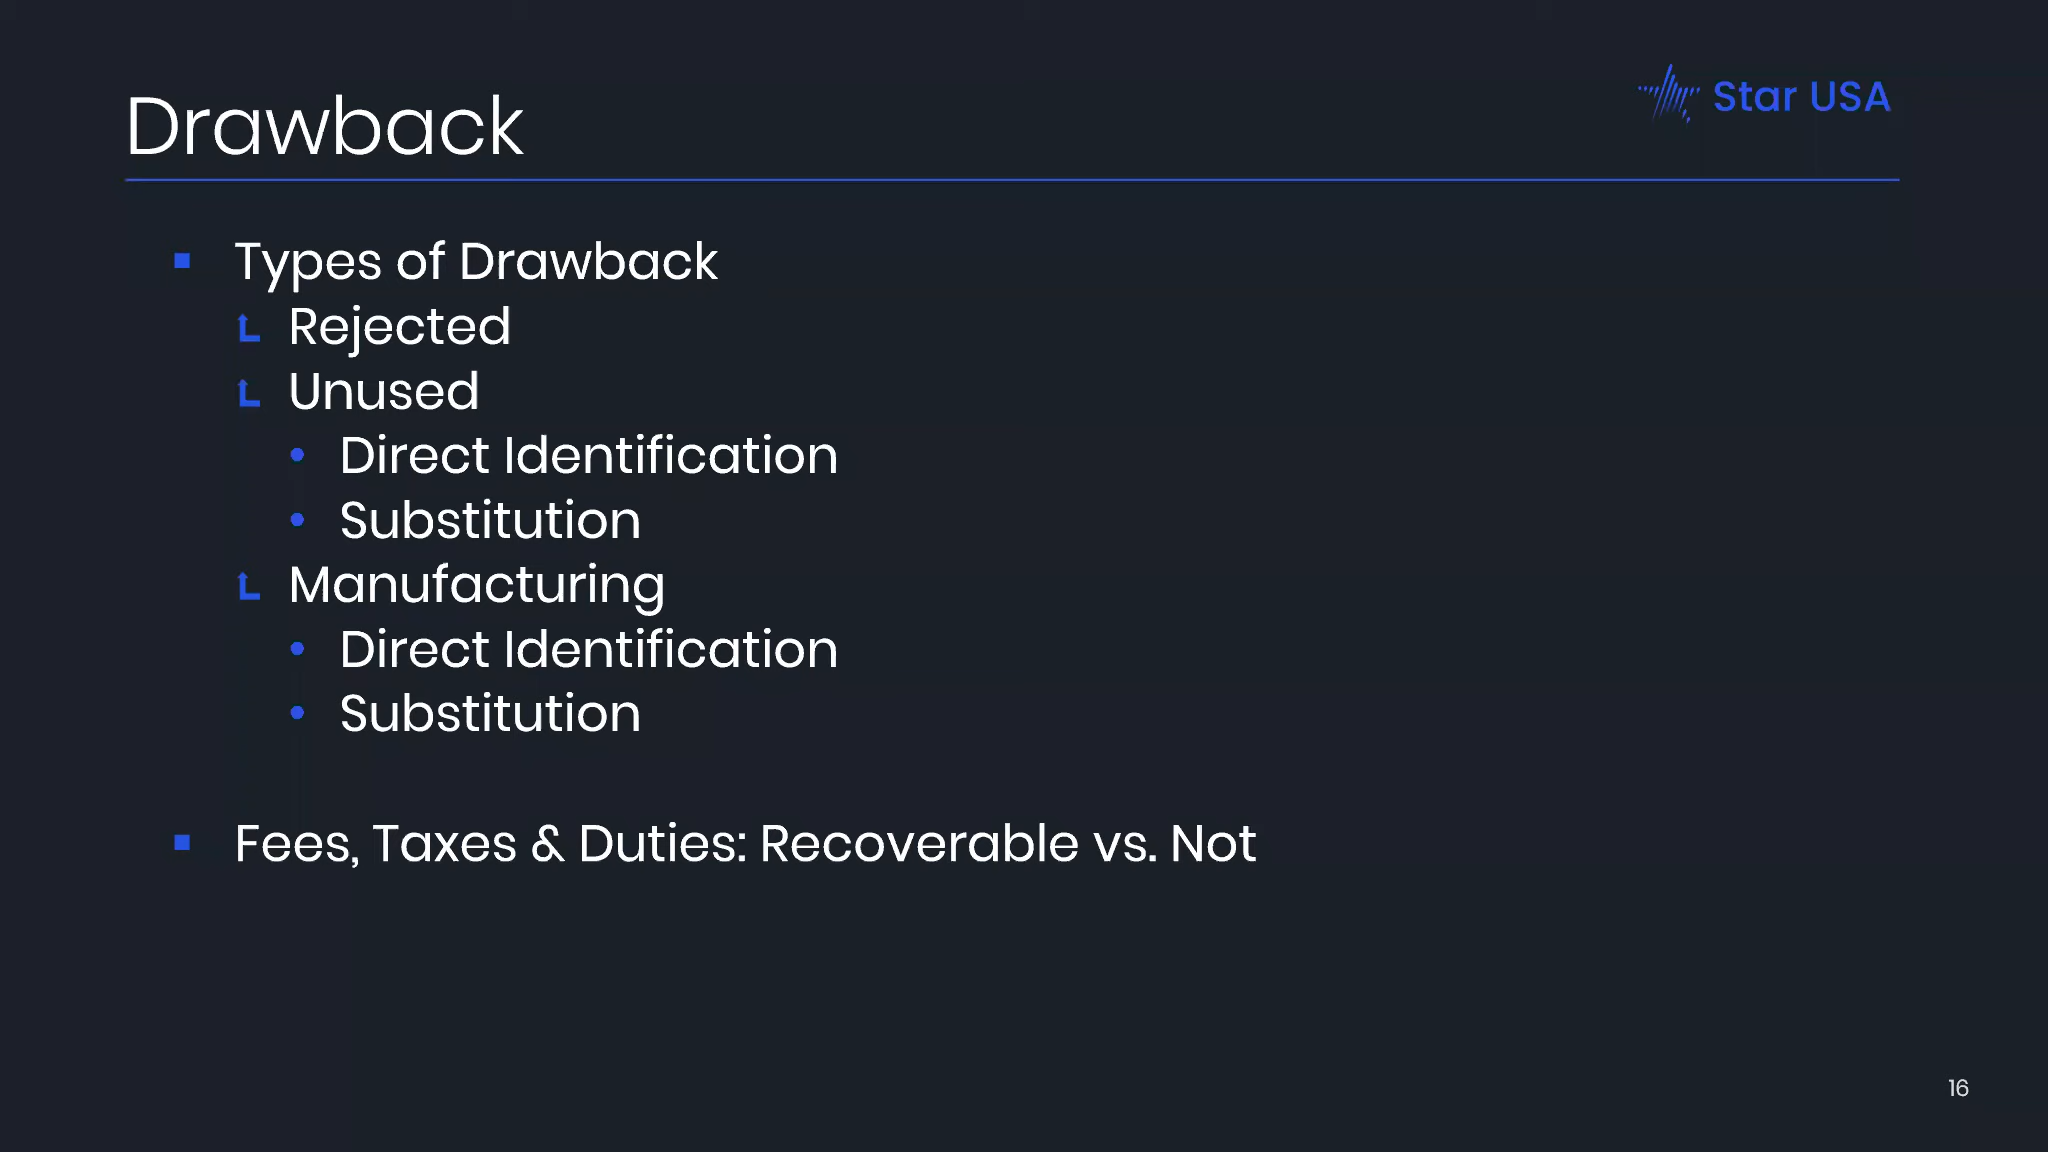 Drawback
Star USA
Types of Drawback
Rejected
Unused
Direct Identification
Substitution
Manufacturing
Direct Identification
Substitution
Fees, Taxes & Duties: Recoverable vs. Not
16